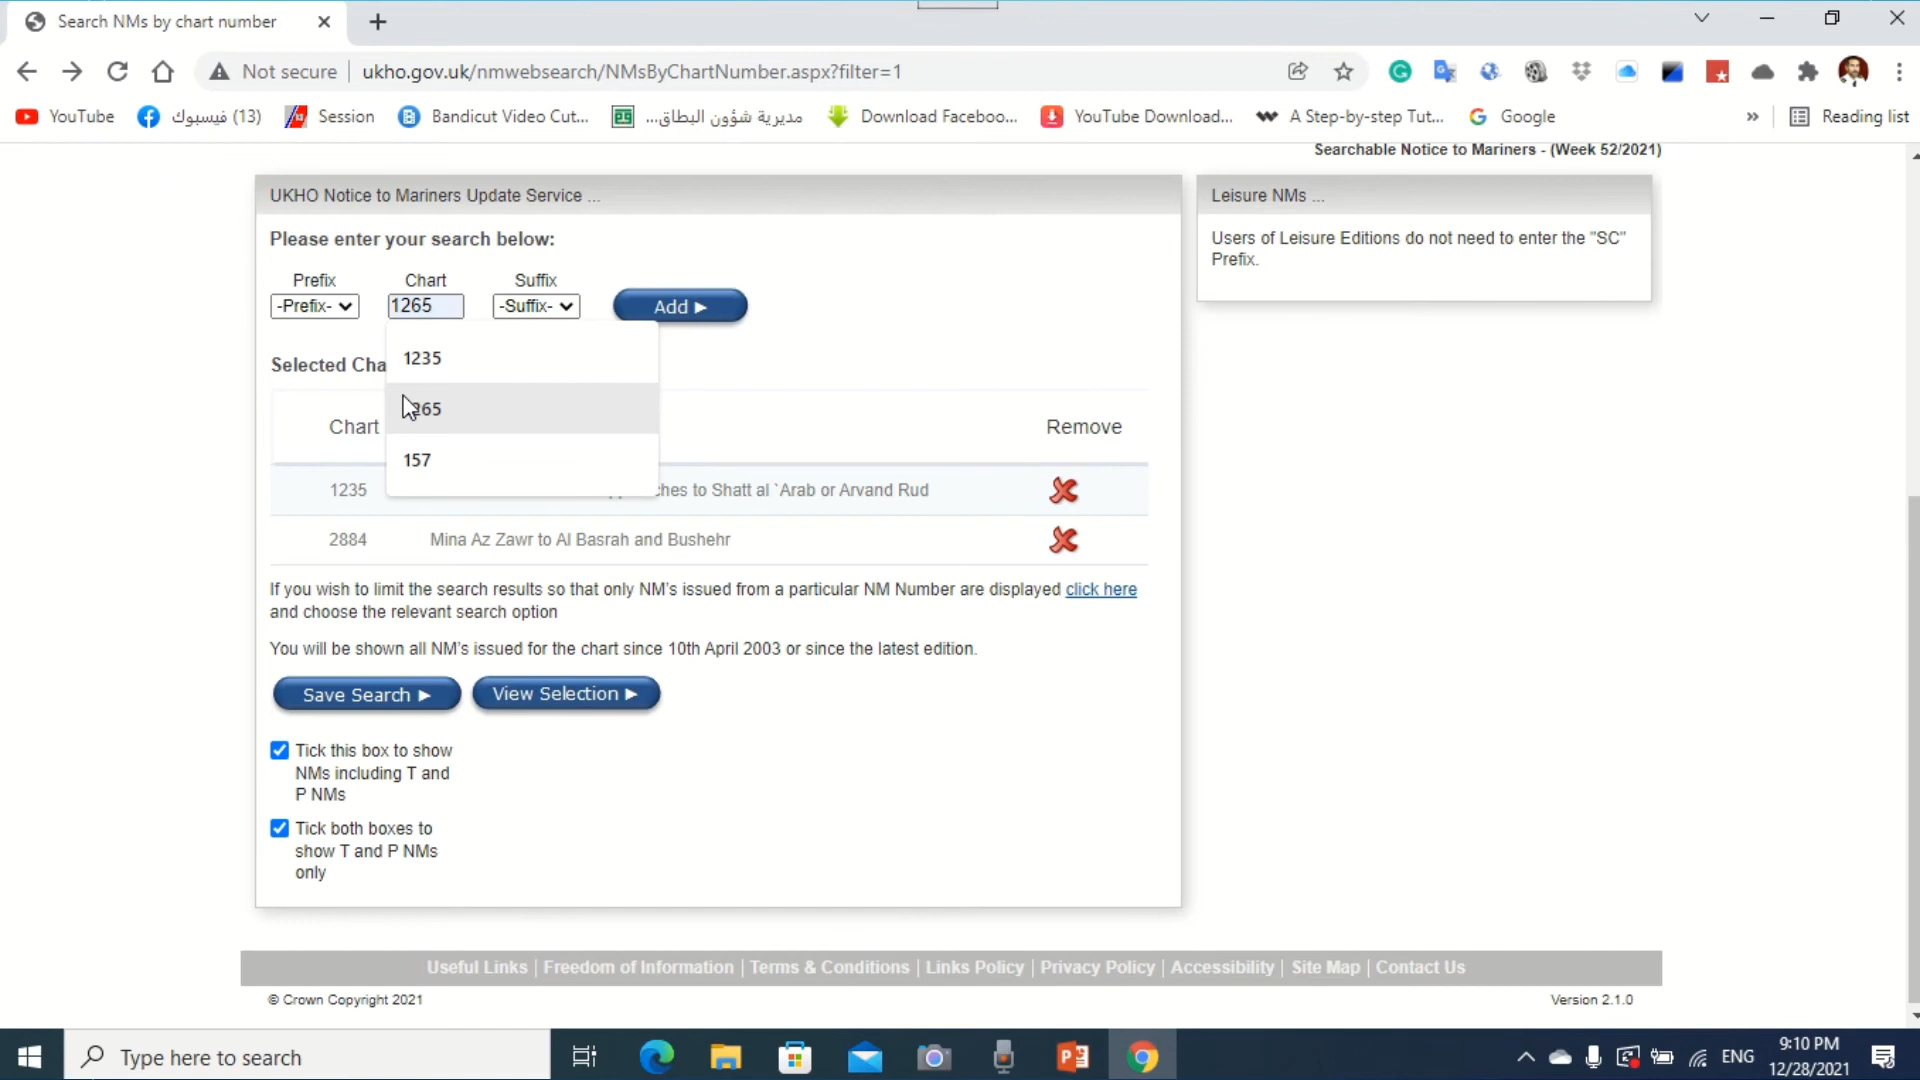 Search NMs by chart number
Not secure
ukho.gov.uk/nmwebsearch/NMsByChartNumber.aspx?filter=1
YouTube
(13) فيسبوك
Session
Bandicut Video Cut...
مديرية شؤون البطاق...
Download Faceboo...
YouTube Download...
A Step-by-step Tut...
Google
Reading list
Searchable Notice to Mariners - (Week 52/2021)
UKHO Notice to Mariners Update Service ...
Please enter your search below:
Prefix Chart Suffix
-Prefix- 1265 -Suffix- Add
1235
265
157
Selected Cha
Chart Remove
1235 ches to Shatt al `Arab or Arvand Rud
2884 Mina Az Zawr to Al Basrah and Bushehr
If you wish to limit the search results so that only NM's issued from a particular NM Number are displayed click here
and choose the relevant search option
You will be shown all NM's issued for the chart since 10th April 2003 or since the latest edition.
Save Search View Selection
Tick this box to show
NMs including T and
P NMs
Tick both boxes to
show T and P NMs
only
Leisure NMs ...
Users of Leisure Editions do not need to enter the "SC"
Prefix.
Useful Links | Freedom of Information | Terms & Conditions | Links Policy | Privacy Policy | Accessibility | Site Map | Contact Us
© Crown Copyright 2021
Version 2.1.0
Type here to search
ENG
9:10 PM
12/28/2021